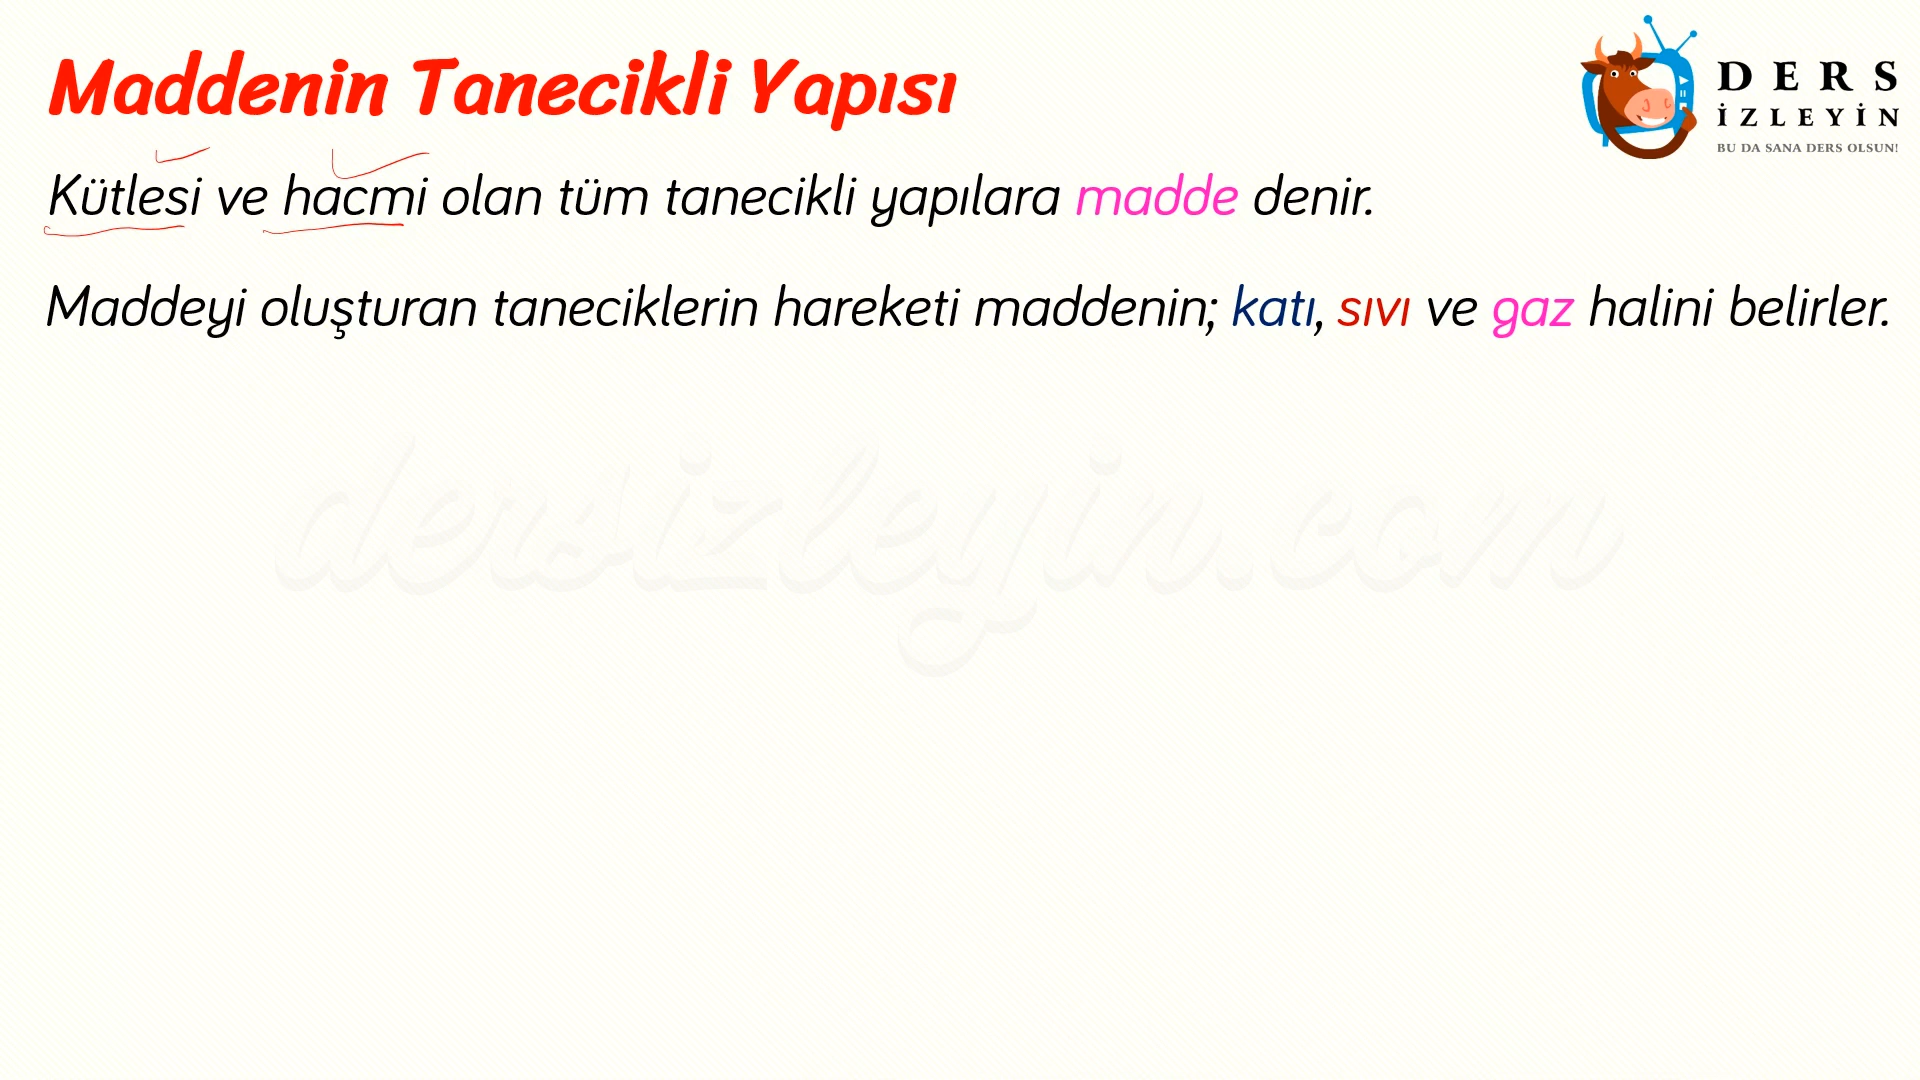 Maddenin Tanecikli Yapısı
DERS
İZLEYİN
BU DA SANA DERS OLSUN!
Kütlesi ve hacmi olan tüm tanecikli yapılara madde denir.
Maddeyi oluşturan taneciklerin hareketi maddenin; katı, sıvı ve gaz halini belirler.
dersizleyin.com